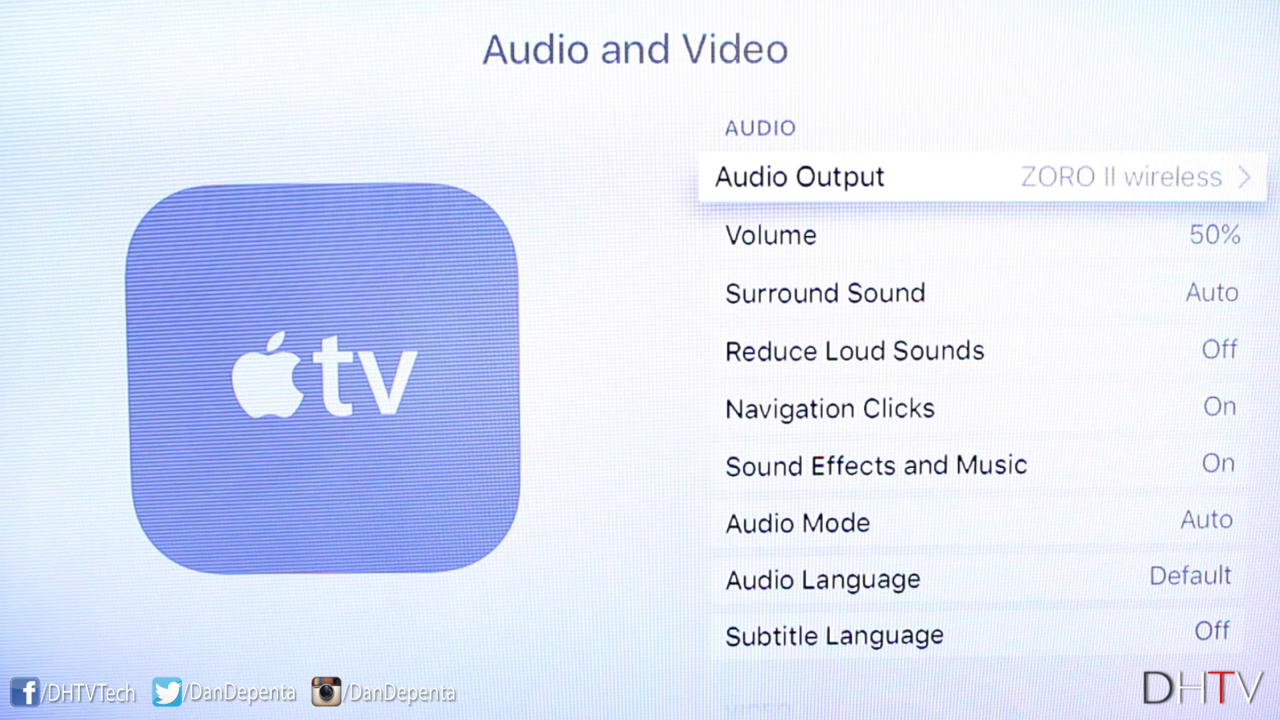 Audio and Video
AUDIO
Audio Output ZORO II wireless
Volume 50%
Surround Sound Auto
Reduce Loud Sounds Off
Navigation Clicks On
Sound Effects and Music On
Audio Mode Auto
Audio Language Default
Subtitle Language Off
VIDEO
tv
/DHTVTech /DanDepenta /DanDepenta
DHTV